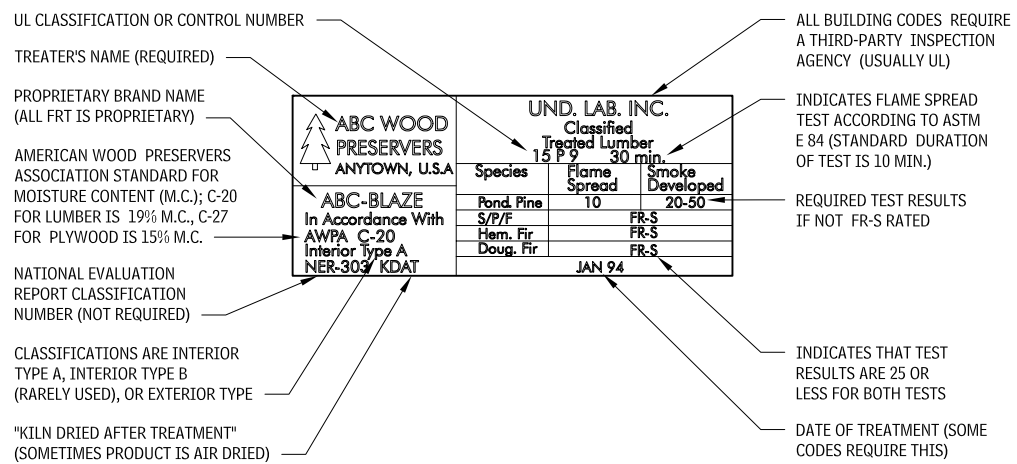 UL CLASSIFICATION OR CONTROL NUMBER
TREATER'S NAME (REQUIRED)
PROPRIETARY BRAND NAME
(ALL FRT IS PROPRIETARY)
AMERICAN WOOD PRESERVERS
ASSOCIATION STANDARD FOR
MOISTURE CONTENT (M.C.); C-20
FOR LUMBER IS 19% M.C., C-27
FOR PLYWOOD IS 15% M.C.
NATIONAL EVALUATION
REPORT CLASSIFICATION
NUMBER (NOT REQUIRED)
CLASSIFICATIONS ARE INTERIOR
TYPE A, INTERIOR TYPE B
(RARELY USED), OR EXTERIOR TYPE
"KILN DRIED AFTER TREATMENT"
(SOMETIMES PRODUCT IS AIR DRIED)
ABC WOOD
PRESERVERS
ANYTOWN, U.S.A
ABC-BLAZE
In Accordance With
AWPA C-20
Interior Type A
NER-303 KDAT
UND. LAB. INC.
Classified
Treated Lumber
15 P 9 30 min.
Species Flame Spread Smoke Developed
Pond. Pine 10 20-50
S/P/F FR-S
Hem. Fir FR-S
Doug. Fir FR-S
JAN 94
ALL BUILDING CODES REQUIRE
A THIRD-PARTY INSPECTION
AGENCY (USUALLY UL)
INDICATES FLAME SPREAD
TEST ACCORDING TO ASTM
E 84 (STANDARD DURATION
OF TEST IS 10 MIN.)
REQUIRED TEST RESULTS
IF NOT FR-S RATED
INDICATES THAT TEST
RESULTS ARE 25 OR
LESS FOR BOTH TESTS
DATE OF TREATMENT (SOME
CODES REQUIRE THIS)